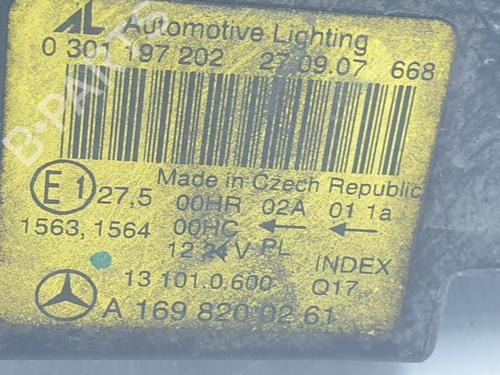 AL Automotive Lighting
0 301 197 202 27.09.07 668
Made in Czech Republic
E1 27,5 00HR 02A 01 1a
1563, 1564 00HC ← ←
12 24V PL
13 101.0.600 INDEX
Q17
A 169 820 02 61
B-PARTS